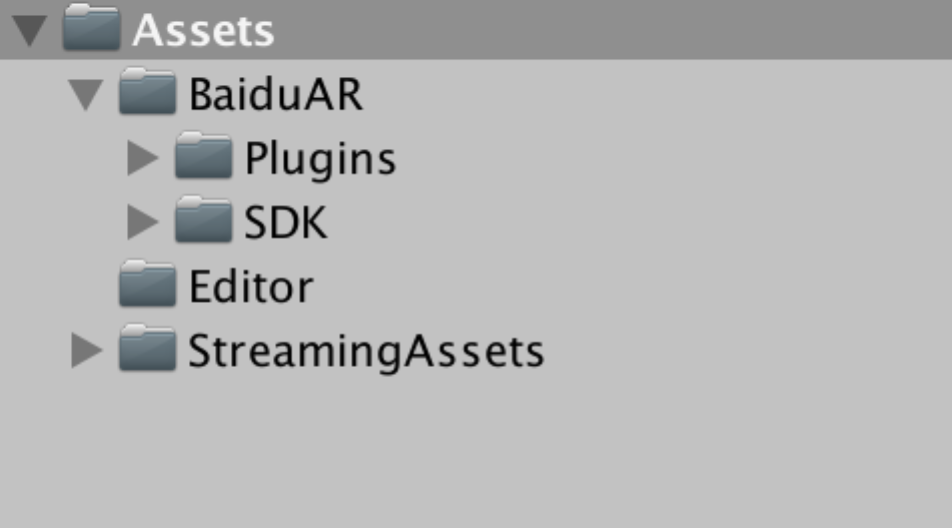 Assets
BaiduAR
Plugins
SDK
Editor
StreamingAssets